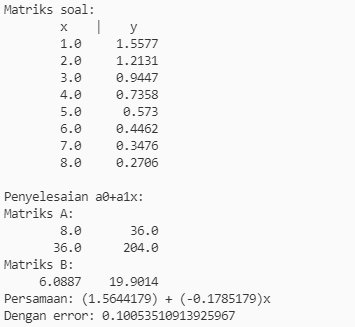 Matriks soal:
x | y
1.0 1.5577
2.0 1.2131
3.0 0.9447
4.0 0.7358
5.0 0.573
6.0 0.4462
7.0 0.3476
8.0 0.2706
Penyelesaian a0+a1x:
Matriks A:
8.0 36.0
36.0 204.0
Matriks B:
6.0887 19.9014
Persamaan: (1.5644179) + (-0.1785179)x
Dengan error: 0.10053510913925967